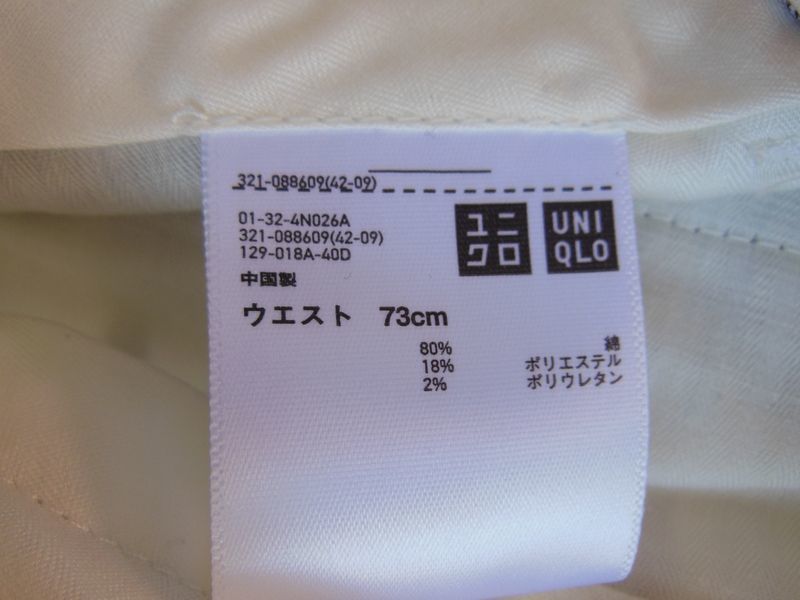 321-088609(42-09)
01-32-4N026A
321-088609(42-09)
129-018A-40D
中国製
ユニ
クロ
UNI
QLO
ウエスト 73cm
80% 綿
18% ポリエステル
2% ポリウレタン